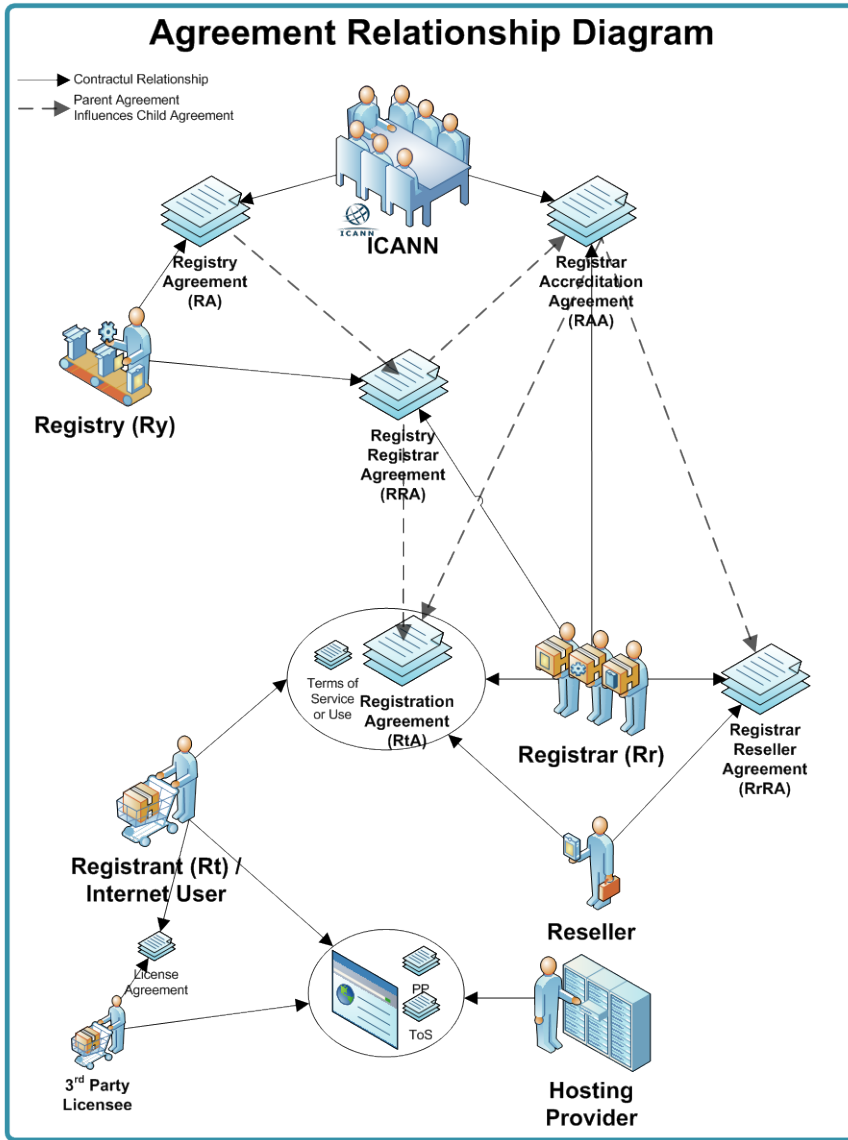 Agreement Relationship Diagram
Contractul Relationship
Parent Agreement
Influences Child Agreement
ICANN
ICANN
Registry
Agreement
(RA)
Registrar
Accreditation
Agreement
(RAA)
Registry (Ry)
Registry
Registrar
Agreement
(RRA)
Terms of
Service
or Use
Registration
Agreement
(RtA)
Registrar (Rr)
Registrar
Reseller
Agreement
(RrRA)
Registrant (Rt) /
Internet User
Reseller
License
Agreement
PP
ToS
3rd Party
Licensee
Hosting
Provider